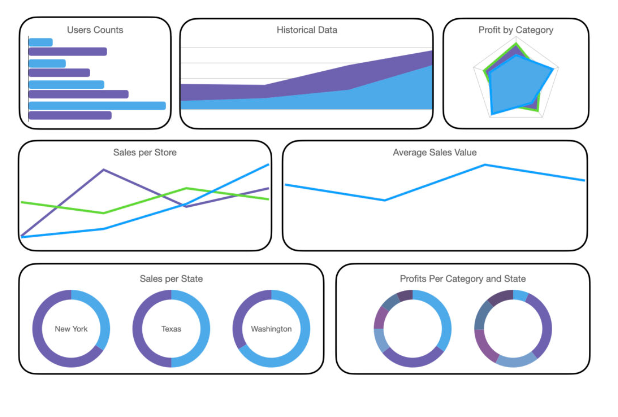 Users Counts
Historical Data
Profit by Category
Sales per Store
Average Sales Value
Sales per State
New York
Texas
Washington
Profits Per Category and State